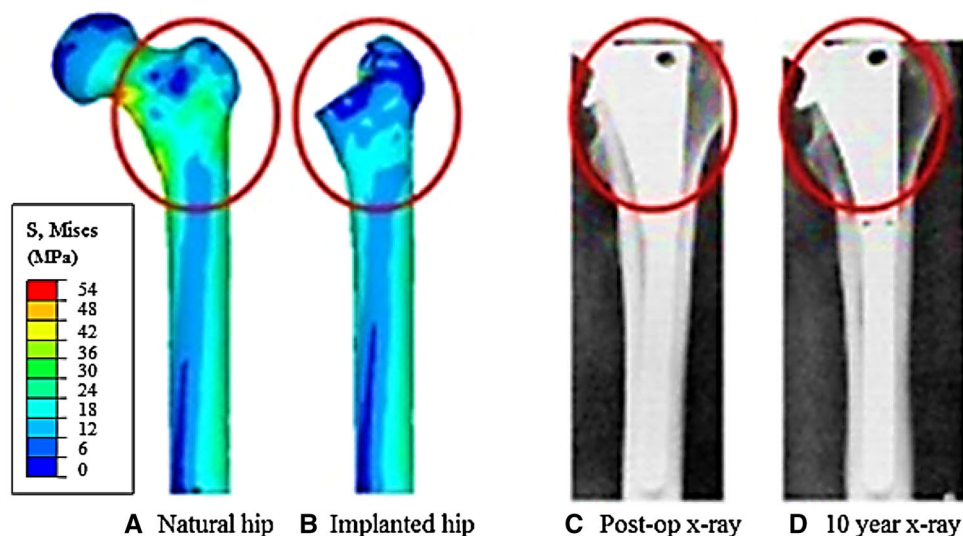 S, Mises
(MPa)
54
48
42
36
30
24
18
12
6
0
A Natural hip
B Implanted hip
C Post-op x-ray
D 10 year x-ray